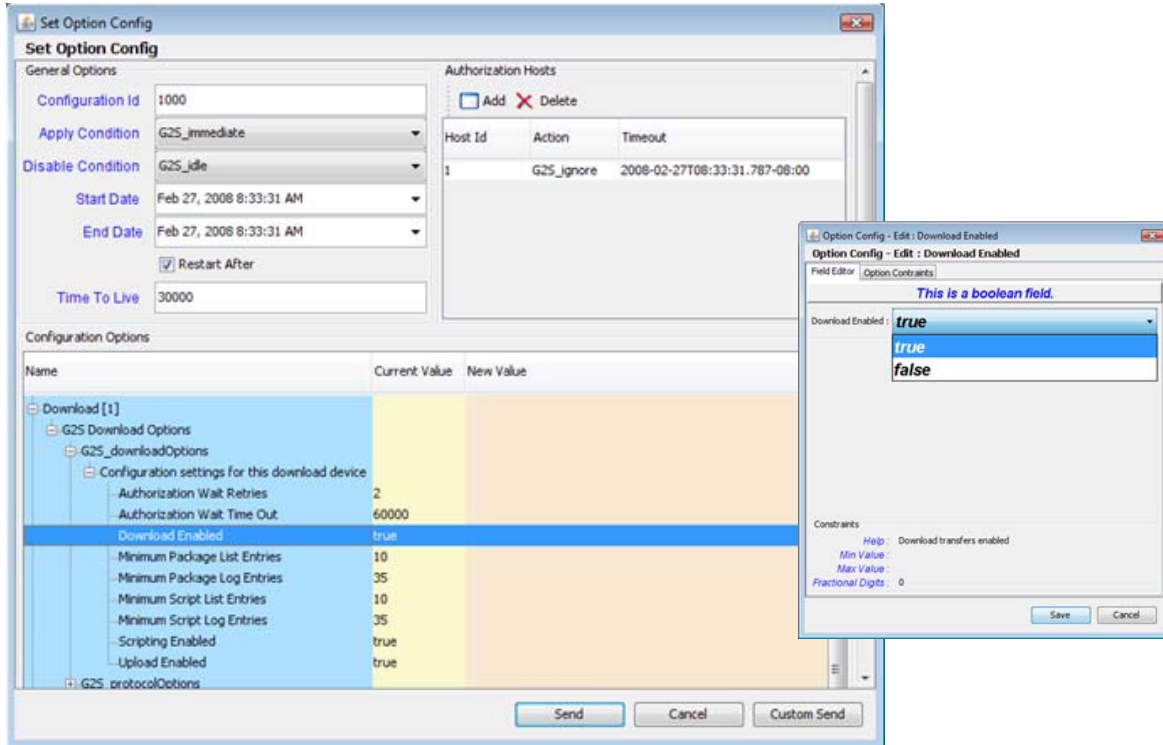 Set Option Config
Set Option Config
General Options
Configuration Id 1000
Apply Condition G2S_immediate
Disable Condition G2S_idle
Start Date Feb 27, 2008 8:33:31 AM
End Date Feb 27, 2008 8:33:31 AM
Restart After
Time To Live 30000
Authorization Hosts
Add Delete
Host Id Action Timeout
1 G2S_ignore 2008-02-27T08:33:31.787-08:00
Configuration Options
Name Current Value New Value
Download [1]
G2S Download Options
G2S_downloadOptions
Configuration settings for this download device
Authorization Wait Retries 2
Authorization Wait Time Out 60000
Download Enabled true
Minimum Package List Entries 10
Minimum Package Log Entries 35
Minimum Script List Entries 10
Minimum Script Log Entries 35
Scripting Enabled true
Upload Enabled true
G2S_protocolOptions
Send Cancel Custom Send
Option Config - Edit : Download Enabled
Option Config - Edit : Download Enabled
Field Editor Option Contraints
This is a boolean field.
Download Enabled : true
true
false
Constraints
Help : Download transfers enabled
Min Value :
Max Value :
Fractional Digits : 0
Save Cancel